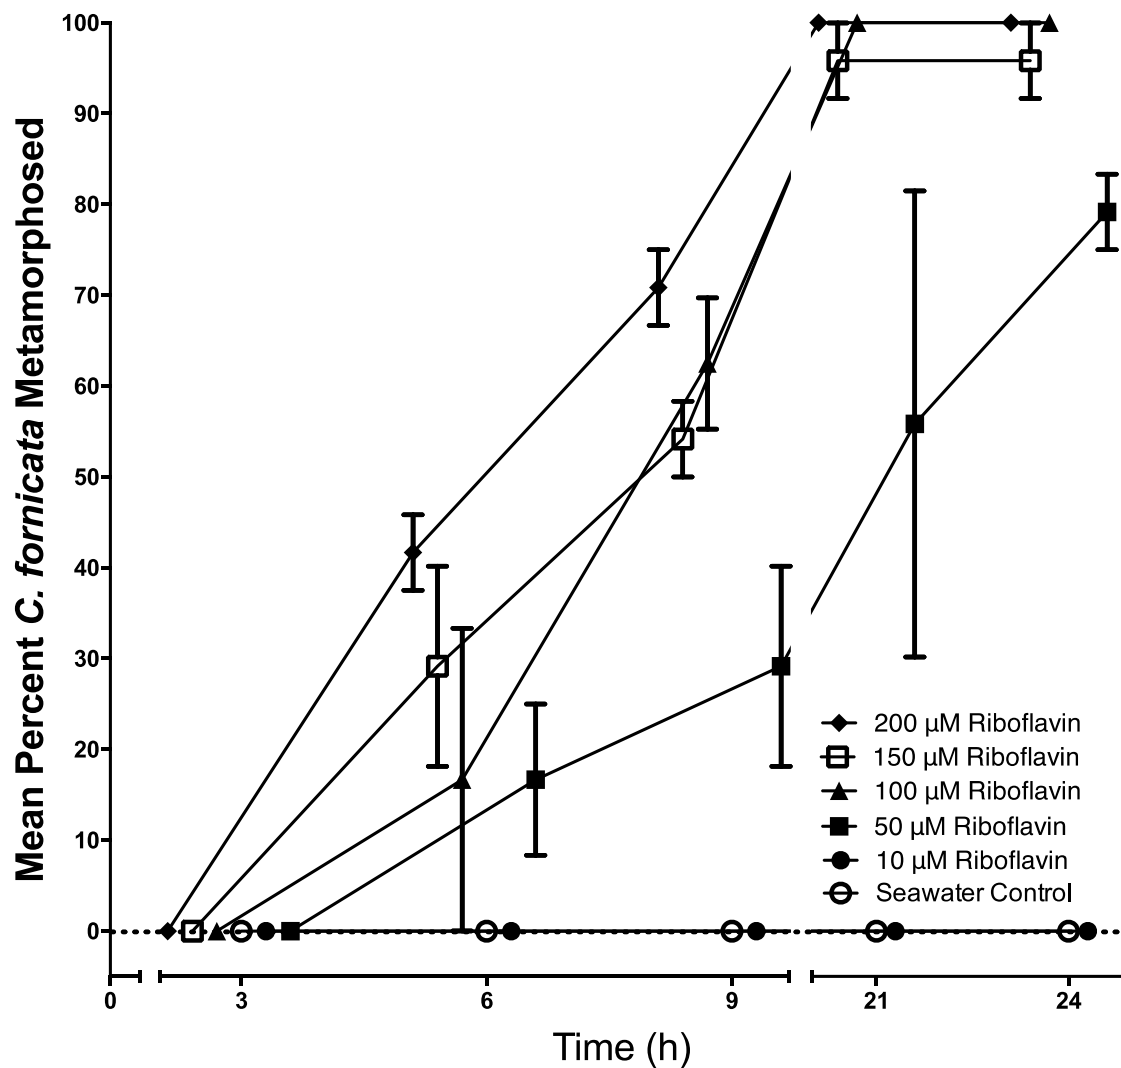 Mean Percent C. fornicata Metamorphosed
100
90
80
70
60
50
40
30
20
10
0
200 µM Riboflavin
150 µM Riboflavin
100 µM Riboflavin
50 µM Riboflavin
10 µM Riboflavin
Seawater Control
0 3 6 9 21 24
Time (h)